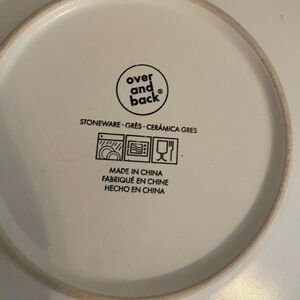 over
and
back®
STONEWARE · GRÈS · CERÁMICA GRES
MADE IN CHINA
FABRIQUÉ EN CHINE
HECHO EN CHINA